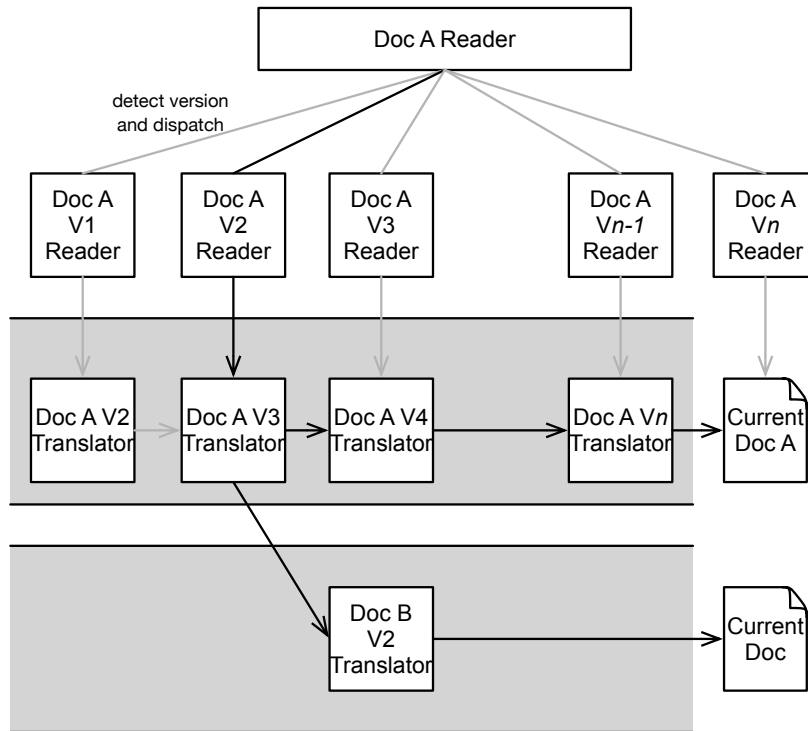 Doc A Reader
detect version
and dispatch
Doc A
V1
Reader
Doc A
V2
Reader
Doc A
V3
Reader
Doc A
Vn-1
Reader
Doc A
Vn
Reader
Doc A V2
Translator
Doc A V3
Translator
Doc A V4
Translator
Doc A Vn
Translator
Current
Doc A
Doc B
V2
Translator
Current
Doc